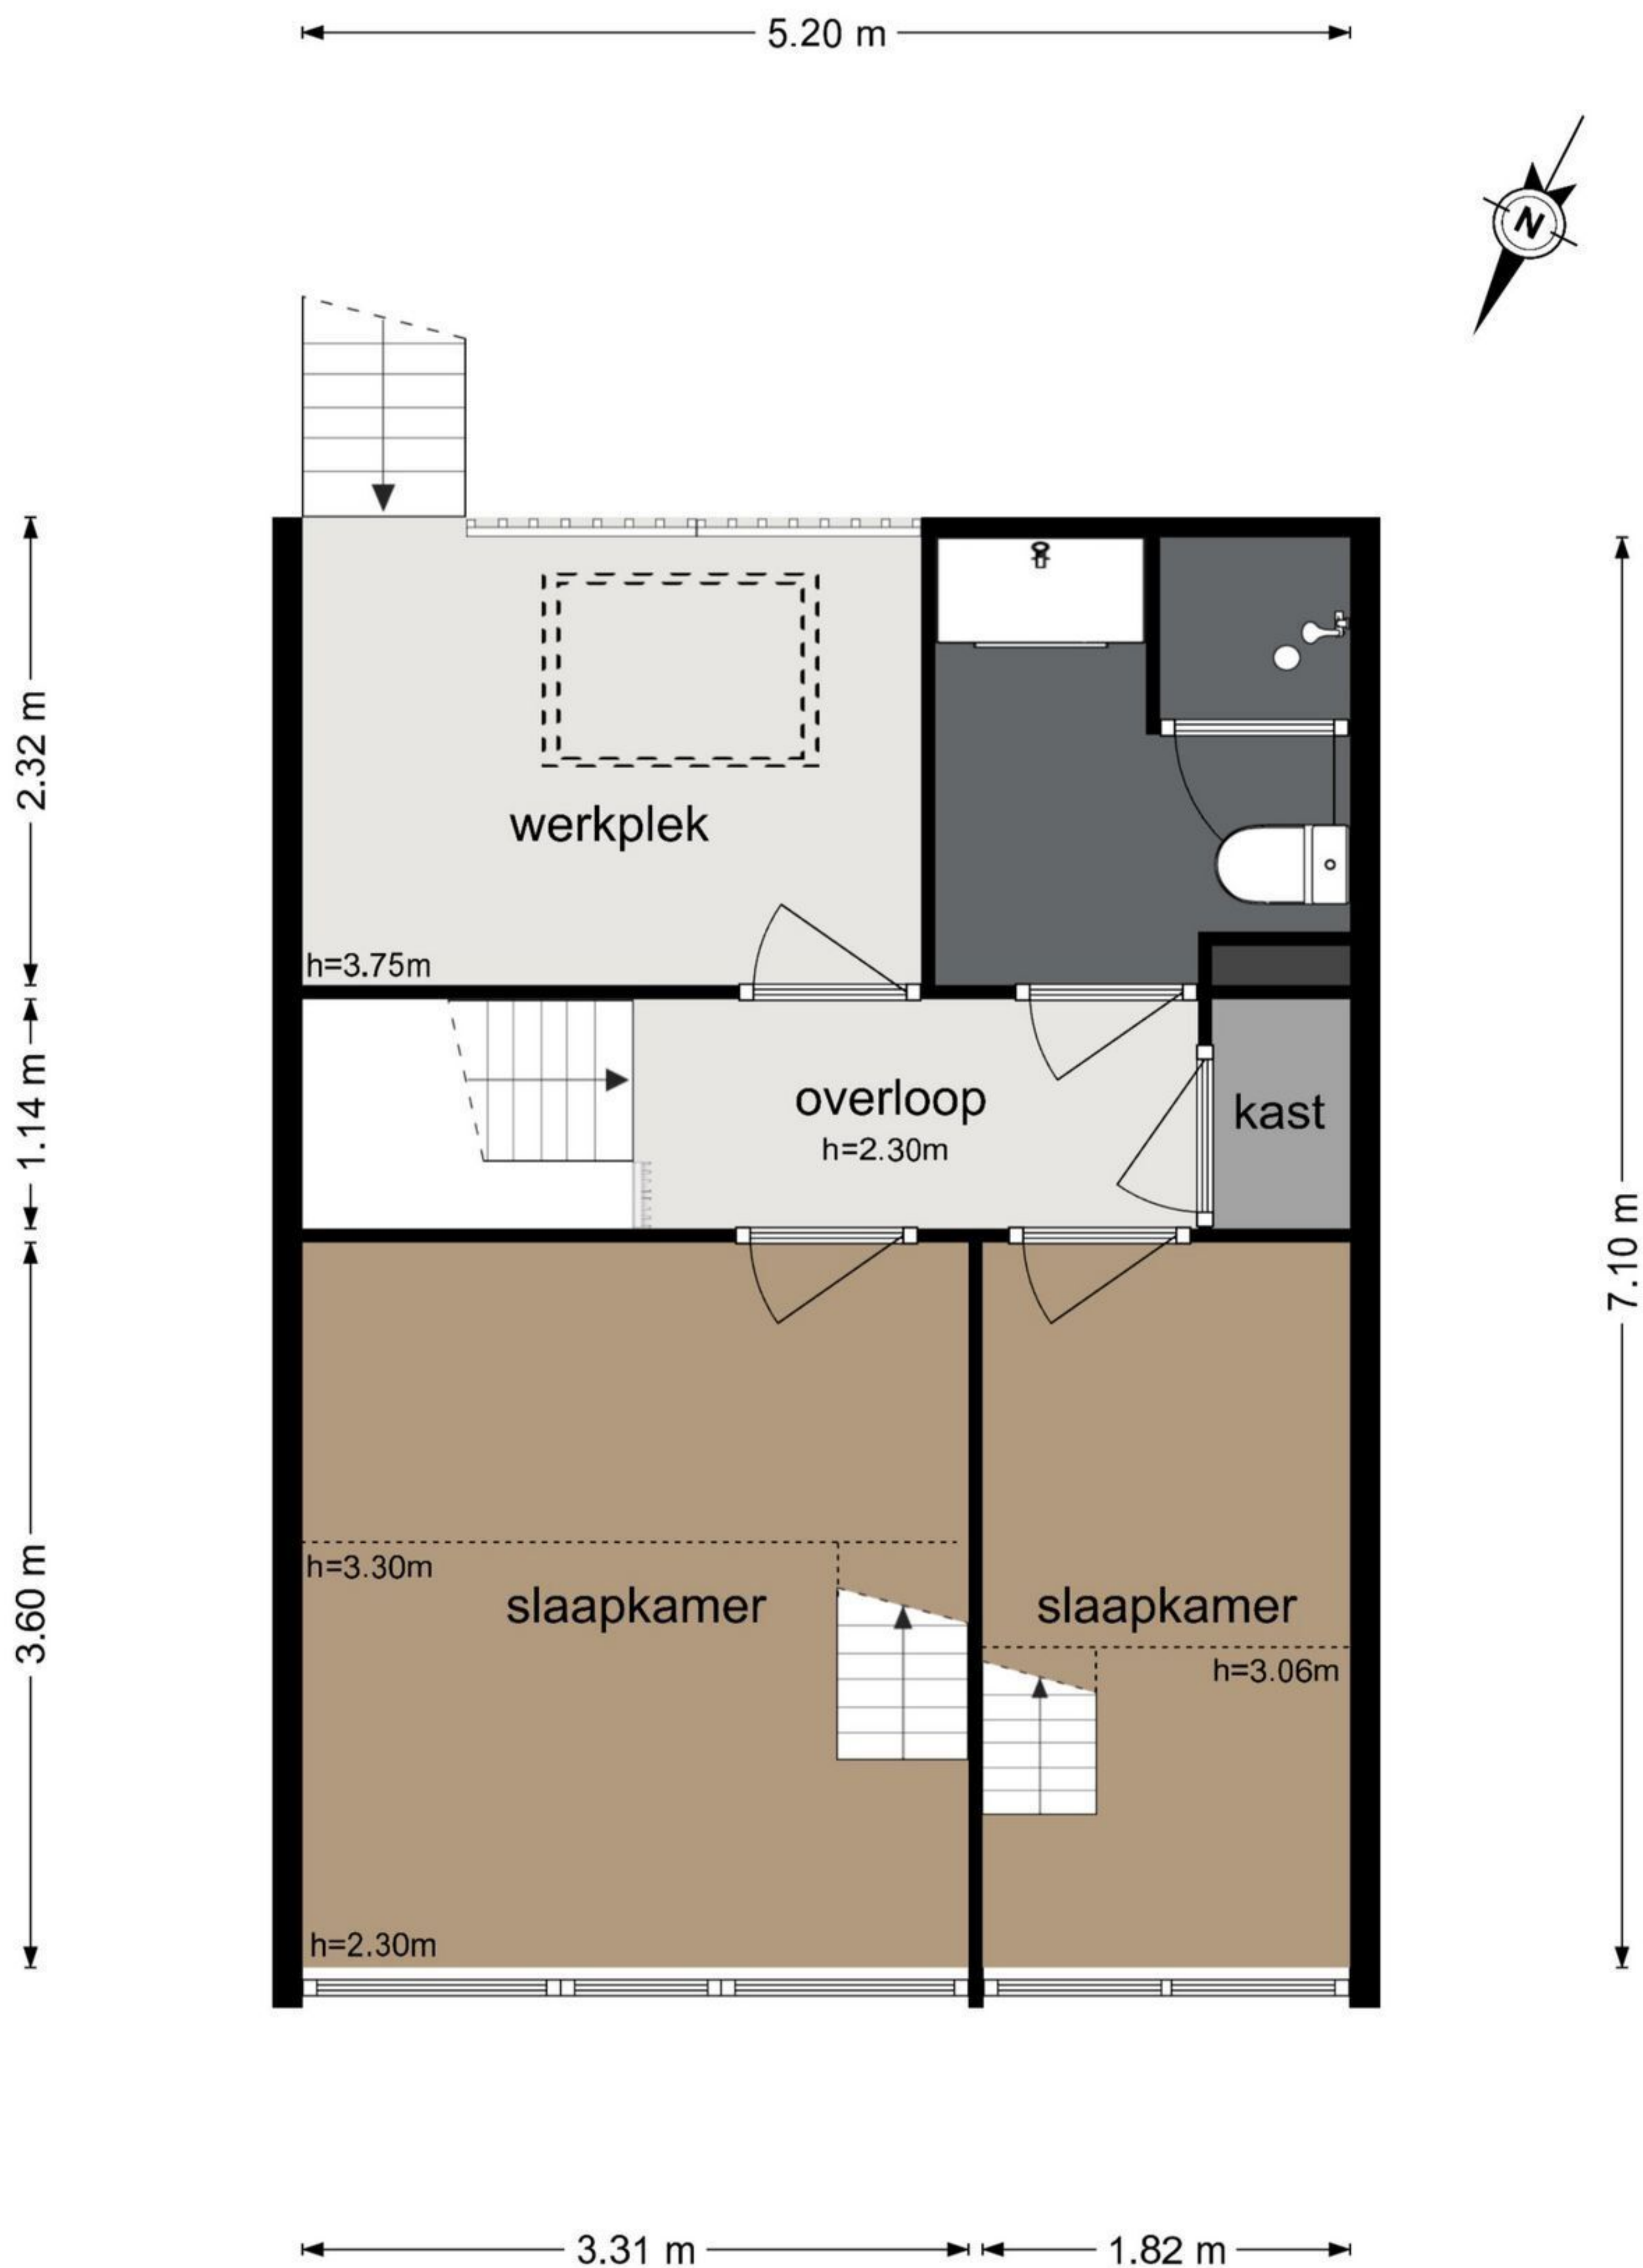 5.20 m
N
werkplek
2.32 m
h=3.75m
overloop
h=2.30m
kast
1.14 m
7.10 m
h=3.30m
slaapkamer
slaapkamer
h=3.06m
3.60 m
h=2.30m
3.31 m
1.82 m